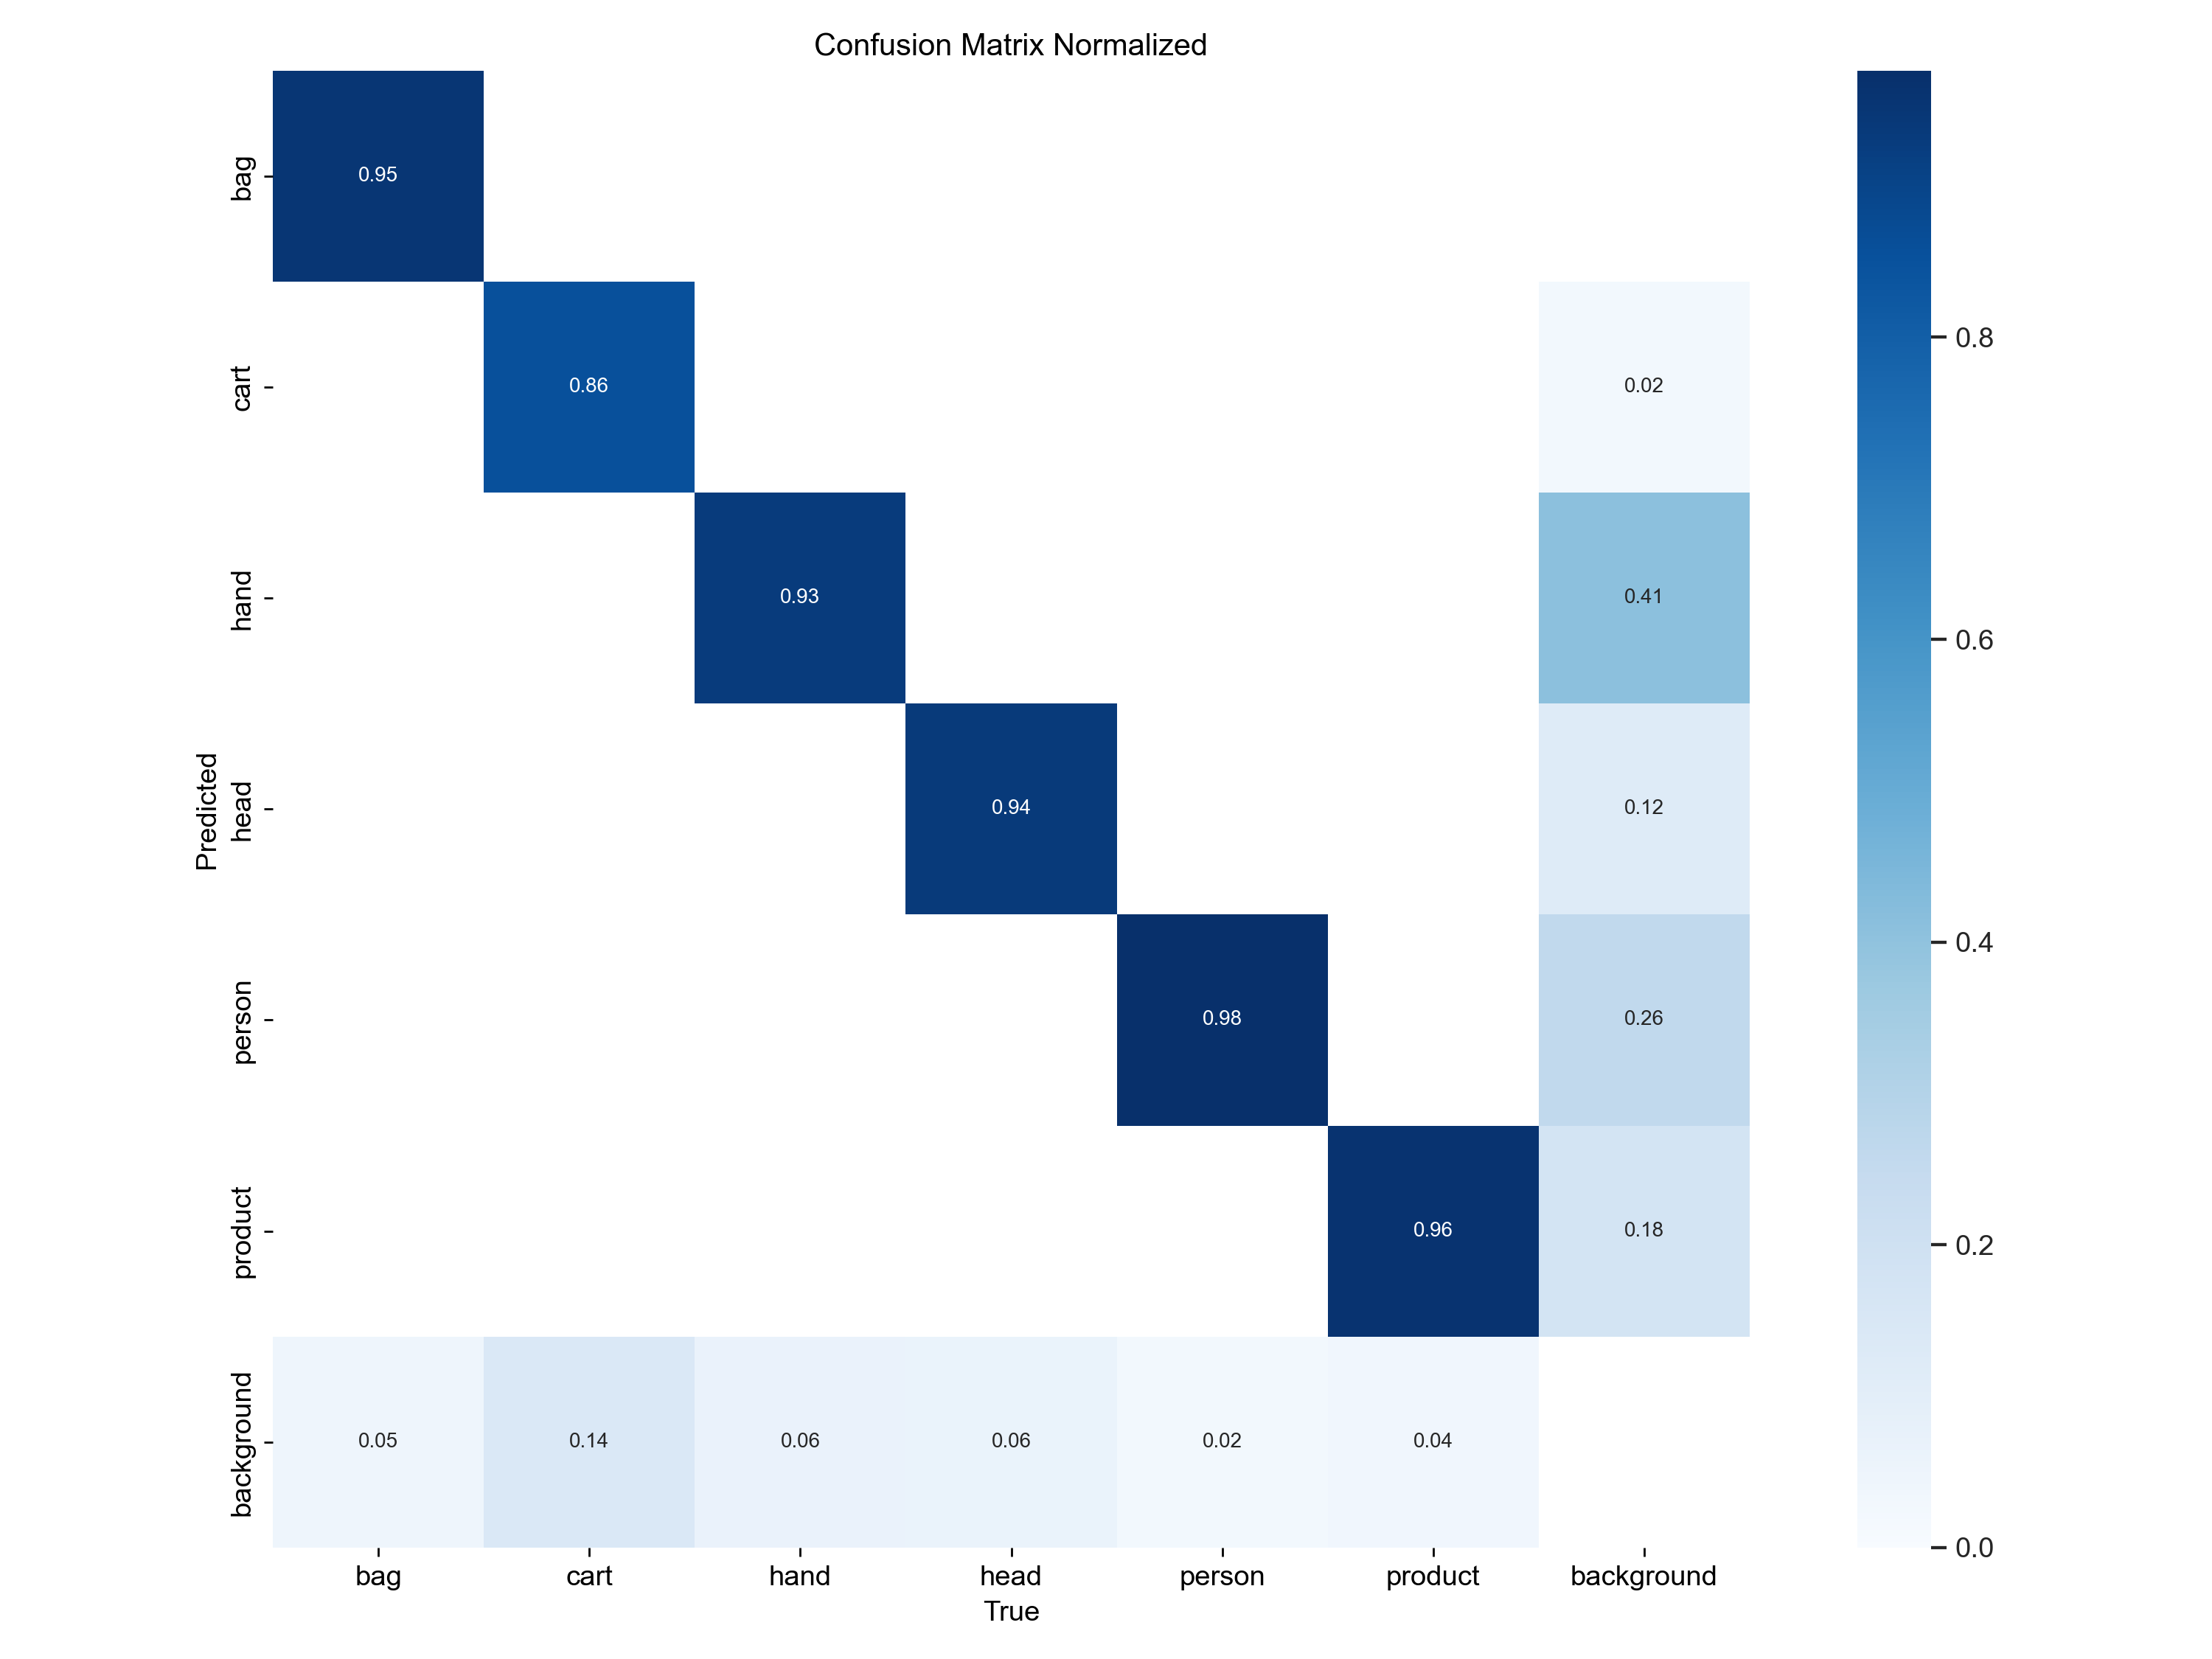 Confusion Matrix Normalized
Predicted
bag
0.95
cart
0.86
0.02
hand
0.93
0.41
head
0.94
0.12
person
0.98
0.26
product
0.96
0.18
background
0.05
0.14
0.06
0.06
0.02
0.04
bag
cart
hand
head
person
product
background
True
0.8
0.6
0.4
0.2
0.0